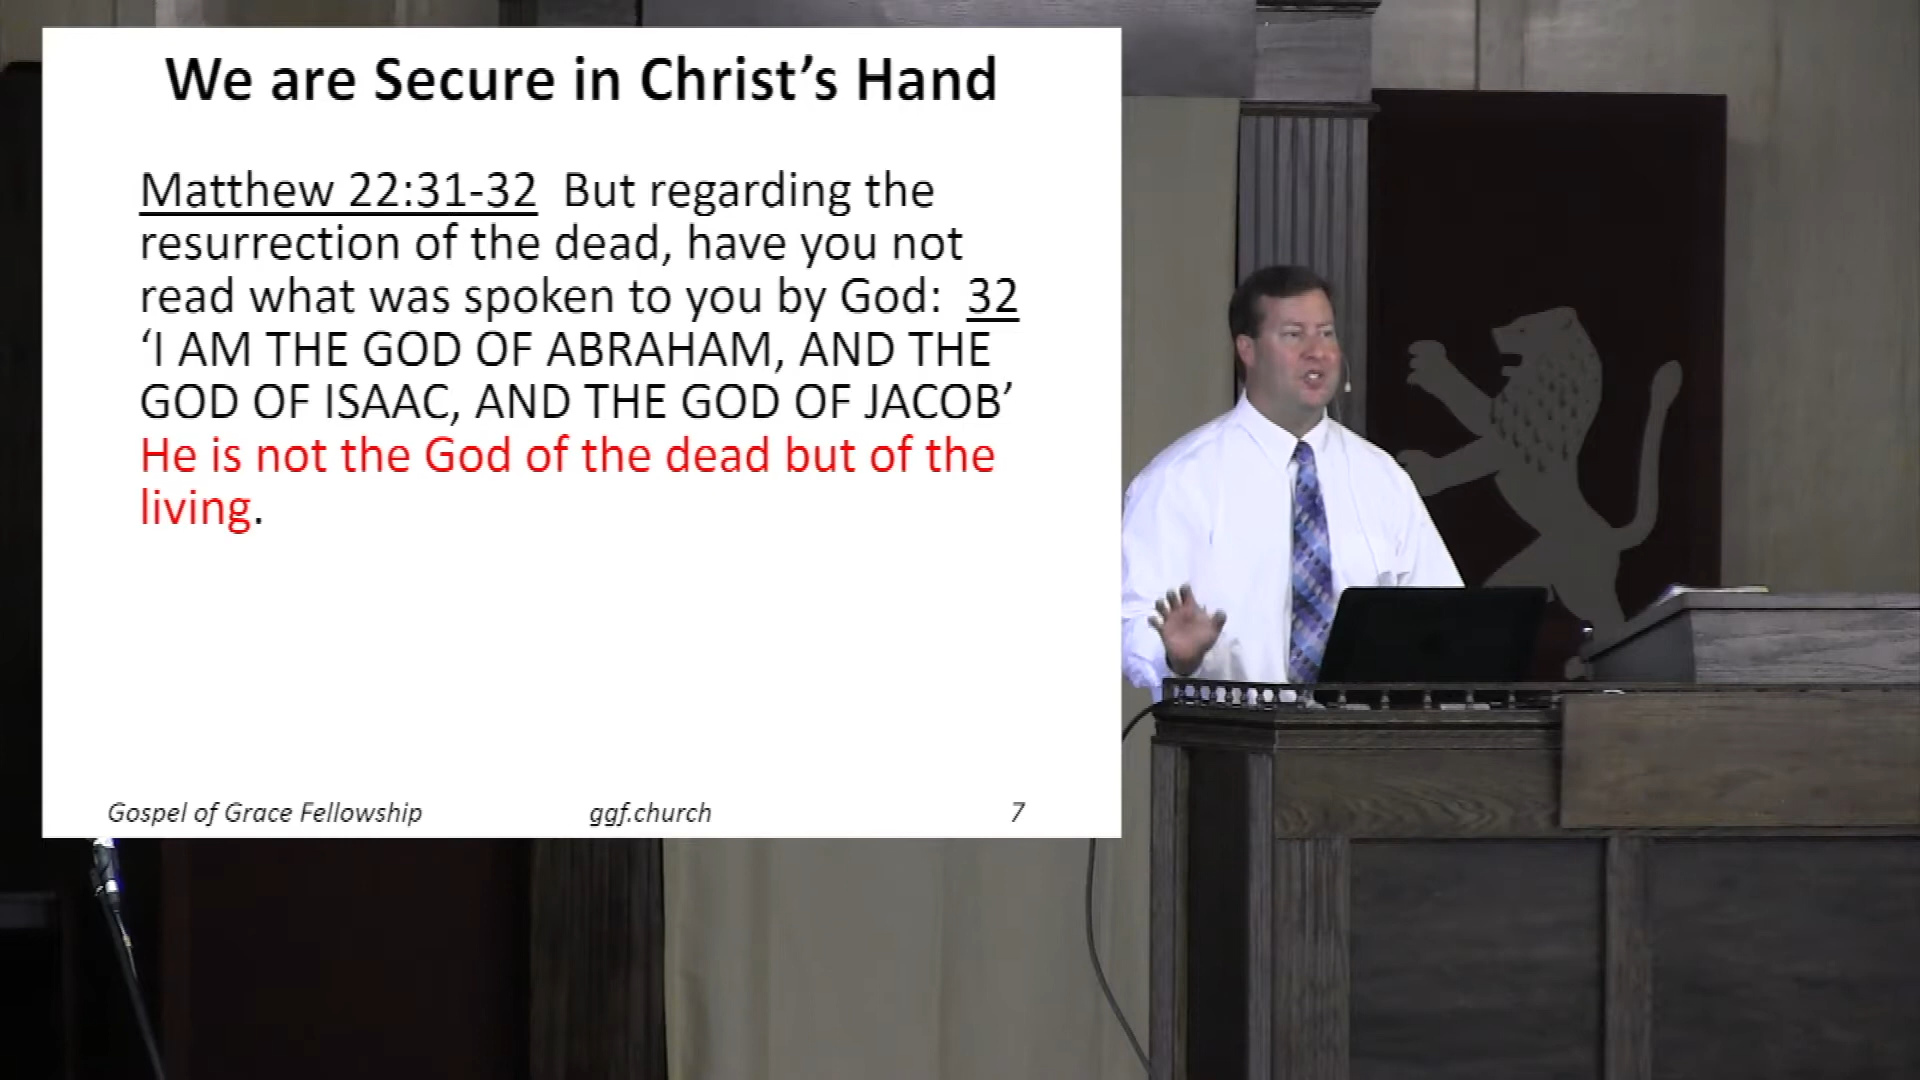 We are Secure in Christ’s Hand
Matthew 22:31-32 But regarding the
resurrection of the dead, have you not
read what was spoken to you by God: 32
‘I AM THE GOD OF ABRAHAM, AND THE
GOD OF ISAAC, AND THE GOD OF JACOB’
He is not the God of the dead but of the
living.
Gospel of Grace Fellowship ggf.church 7